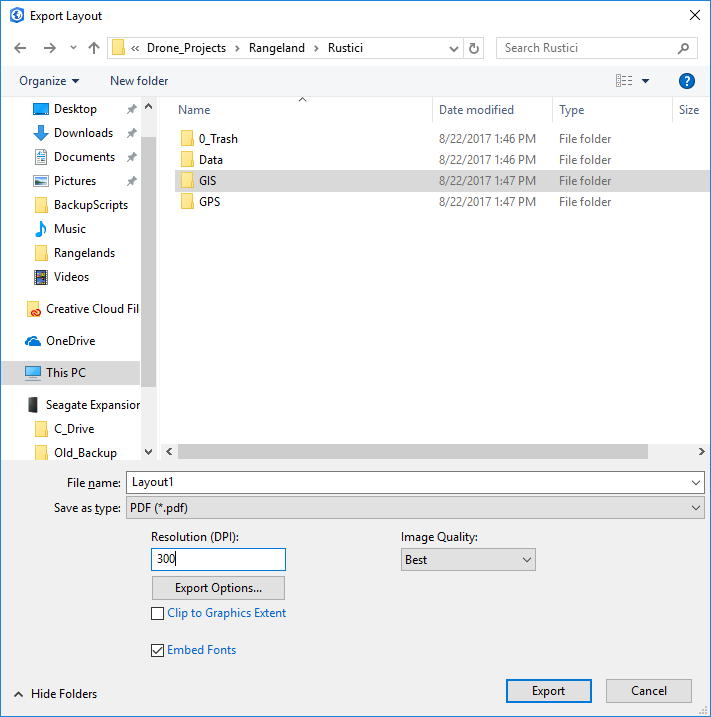 Export Layout
« Drone_Projects > Rangeland > Rustici
Search Rustici
Organize
New folder
?
Name
Date modified
Type
Size
Desktop
Downloads
Documents
Pictures
BackupScripts
Music
Rangelands
Videos
Creative Cloud Fil
OneDrive
This PC
Seagate Expansion
C_Drive
Old_Backup
0_Trash 8/22/2017 1:46 PM File folder
Data 8/22/2017 1:46 PM File folder
GIS 8/22/2017 1:47 PM File folder
GPS 8/22/2017 1:47 PM File folder
File name: Layout1
Save as type: PDF (*.pdf)
Resolution (DPI):
300
Image Quality:
Best
Export Options...
Clip to Graphics Extent
Embed Fonts
Hide Folders
Export
Cancel